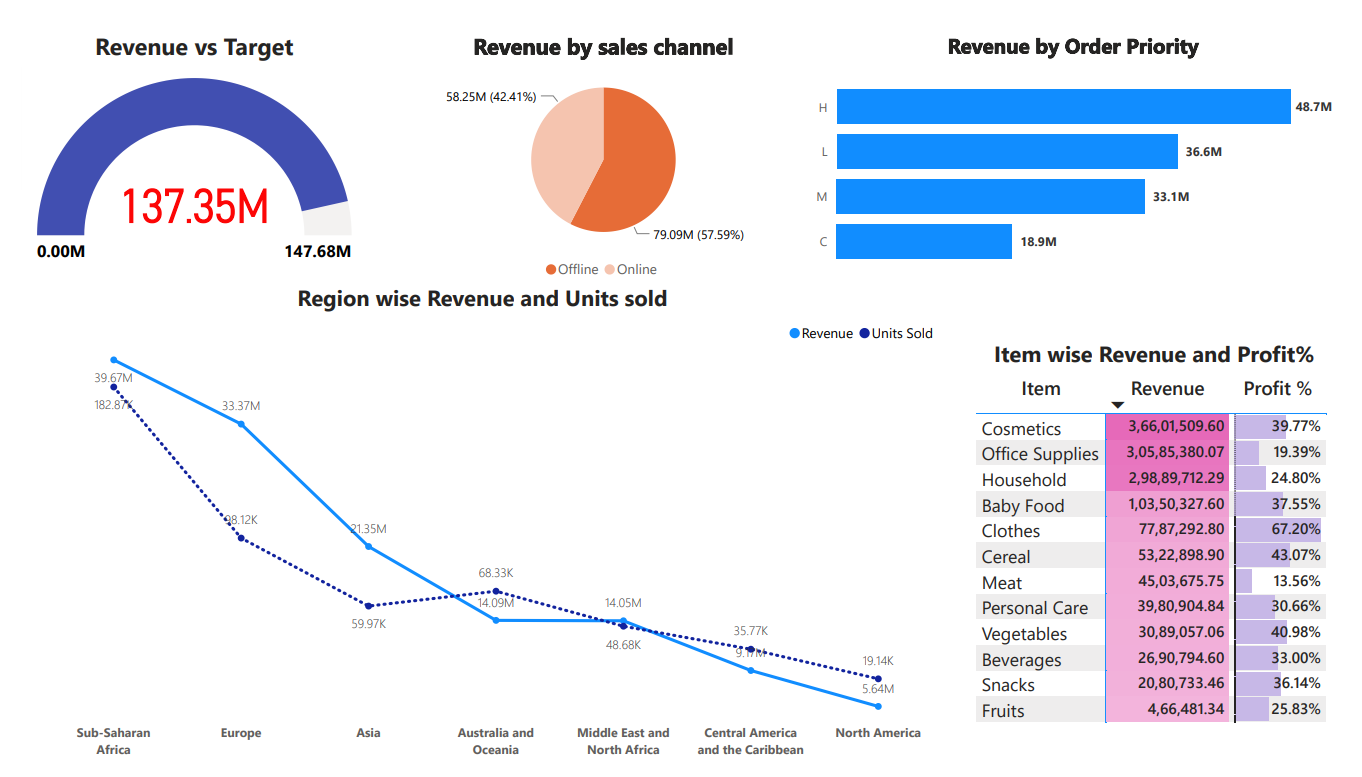 Revenue vs Target
137.35M
0.00M
147.68M
Revenue by sales channel
58.25M (42.41%)
79.09M (57.59%)
Offline
Online
Revenue by Order Priority
H
48.7M
L
36.6M
M
33.1M
C
18.9M
Region wise Revenue and Units sold
Revenue
Units Sold
39.67M
182.87K
33.37M
98.12K
21.35M
59.97K
68.33K
14.09M
14.05M
48.68K
35.77K
9.17M
19.14K
5.64M
Sub-Saharan
Africa
Europe
Asia
Australia and
Oceania
Middle East and
North Africa
Central America
and the Caribbean
North America
Item wise Revenue and Profit%
Item Revenue Profit %
Cosmetics 3,66,01,509.60 39.77%
Office Supplies 3,05,85,380.07 19.39%
Household 2,98,89,712.29 24.80%
Baby Food 1,03,50,327.60 37.55%
Clothes 77,87,292.80 67.20%
Cereal 53,22,898.90 43.07%
Meat 45,03,675.75 13.56%
Personal Care 39,80,904.84 30.66%
Vegetables 30,89,057.06 40.98%
Beverages 26,90,794.60 33.00%
Snacks 20,80,733.46 36.14%
Fruits 4,66,481.34 25.83%